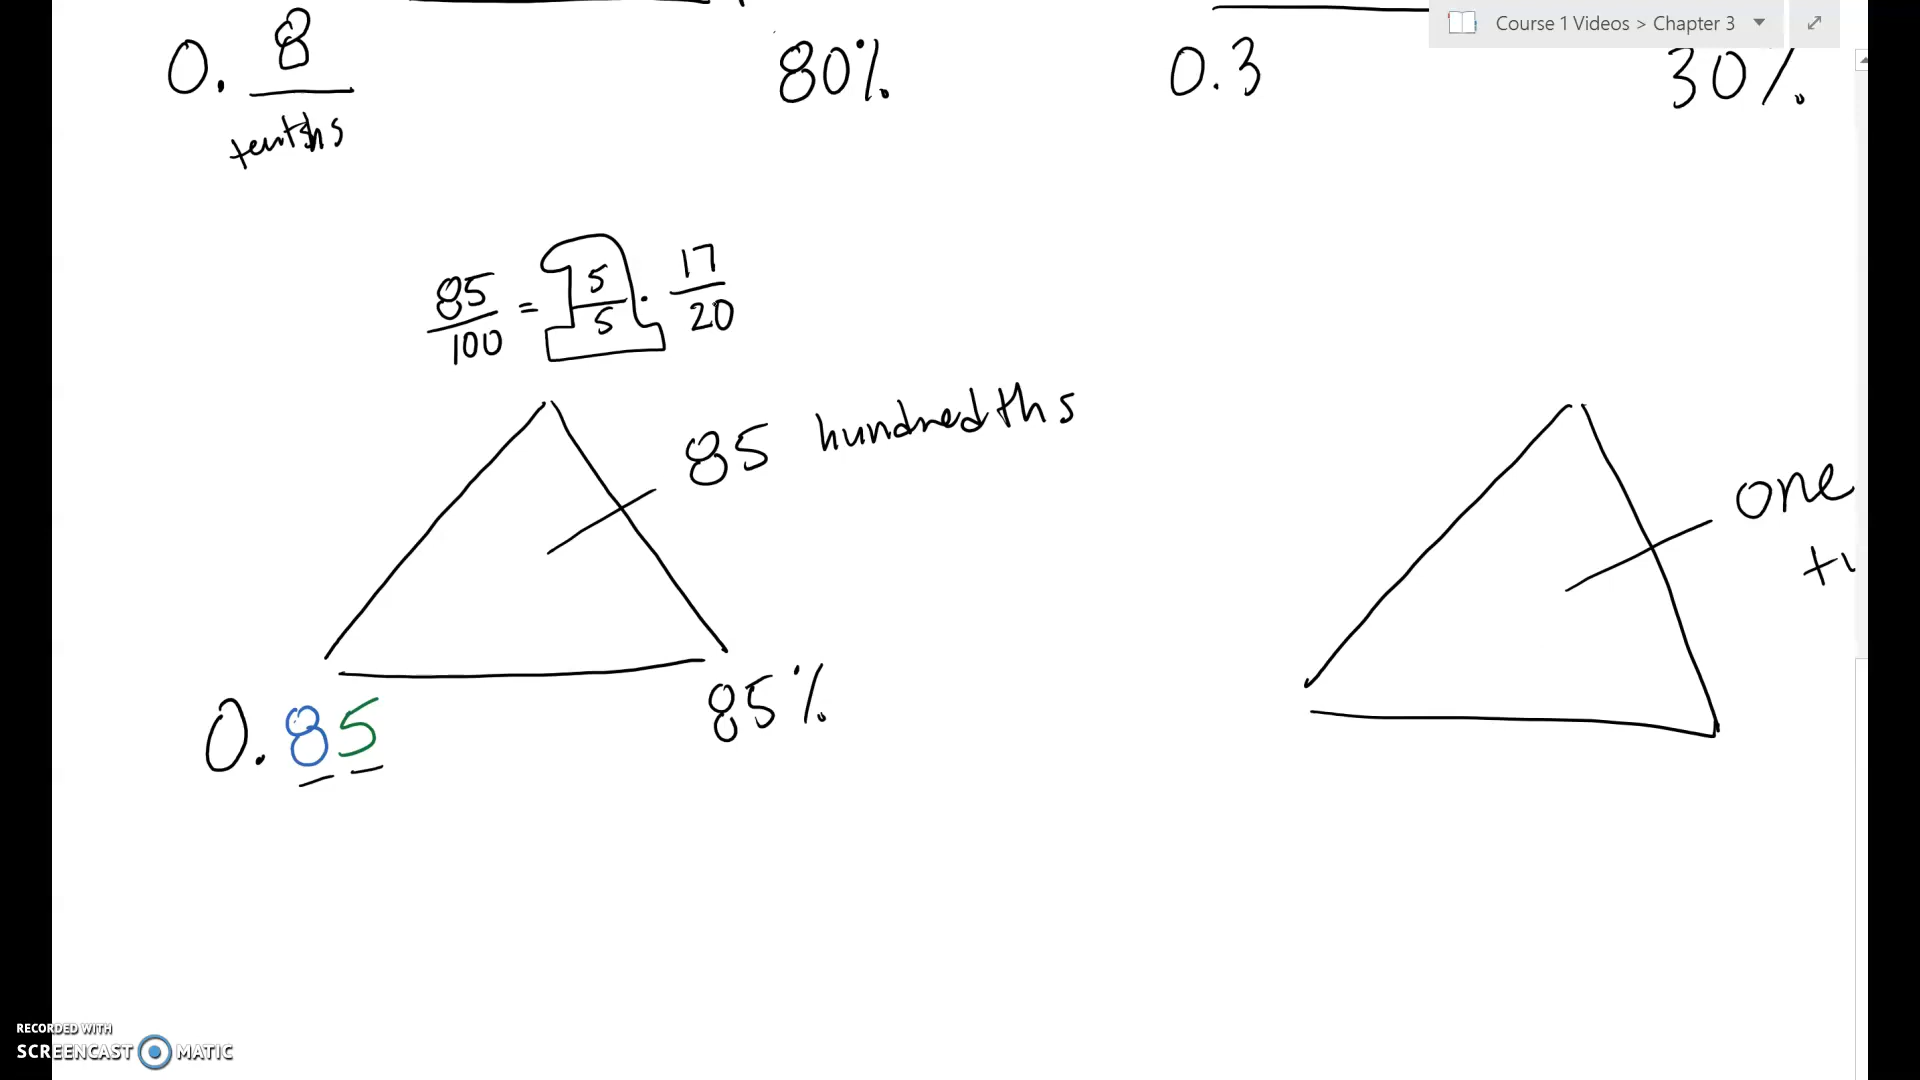 Course 1 Videos > Chapter 3
0. 8
tenths
80%
0.3
30%
85/100 = 5/5 · 17/20
85 hundredths
0.85
85%
one
RECORDED WITH
SCREENCAST MATIC